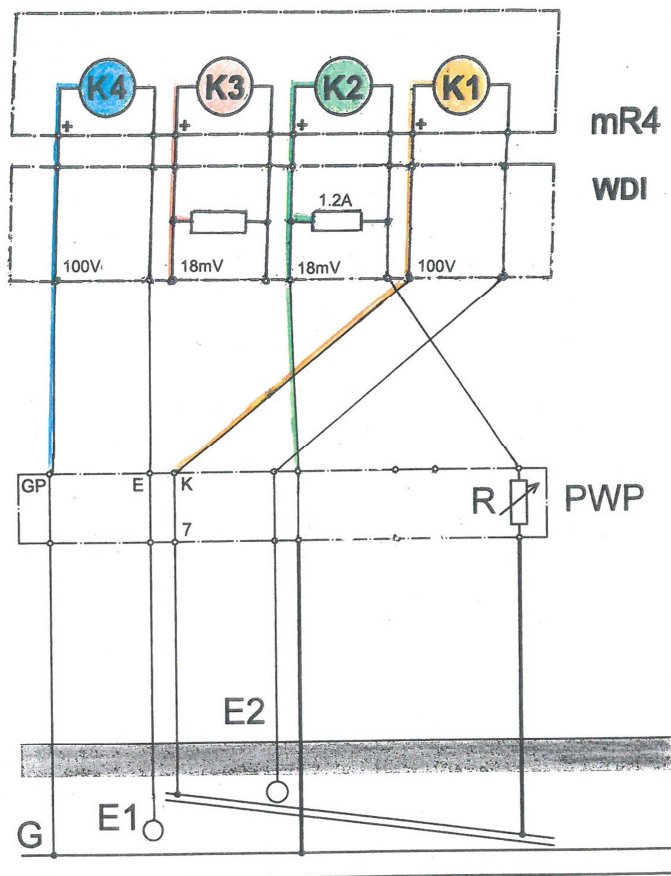 K4 K3 K2 K1
+ + + +
mR4
WDI
1.2A
100V 18mV 18mV 100V
GP E K
R PWP
7
E2
E1
G